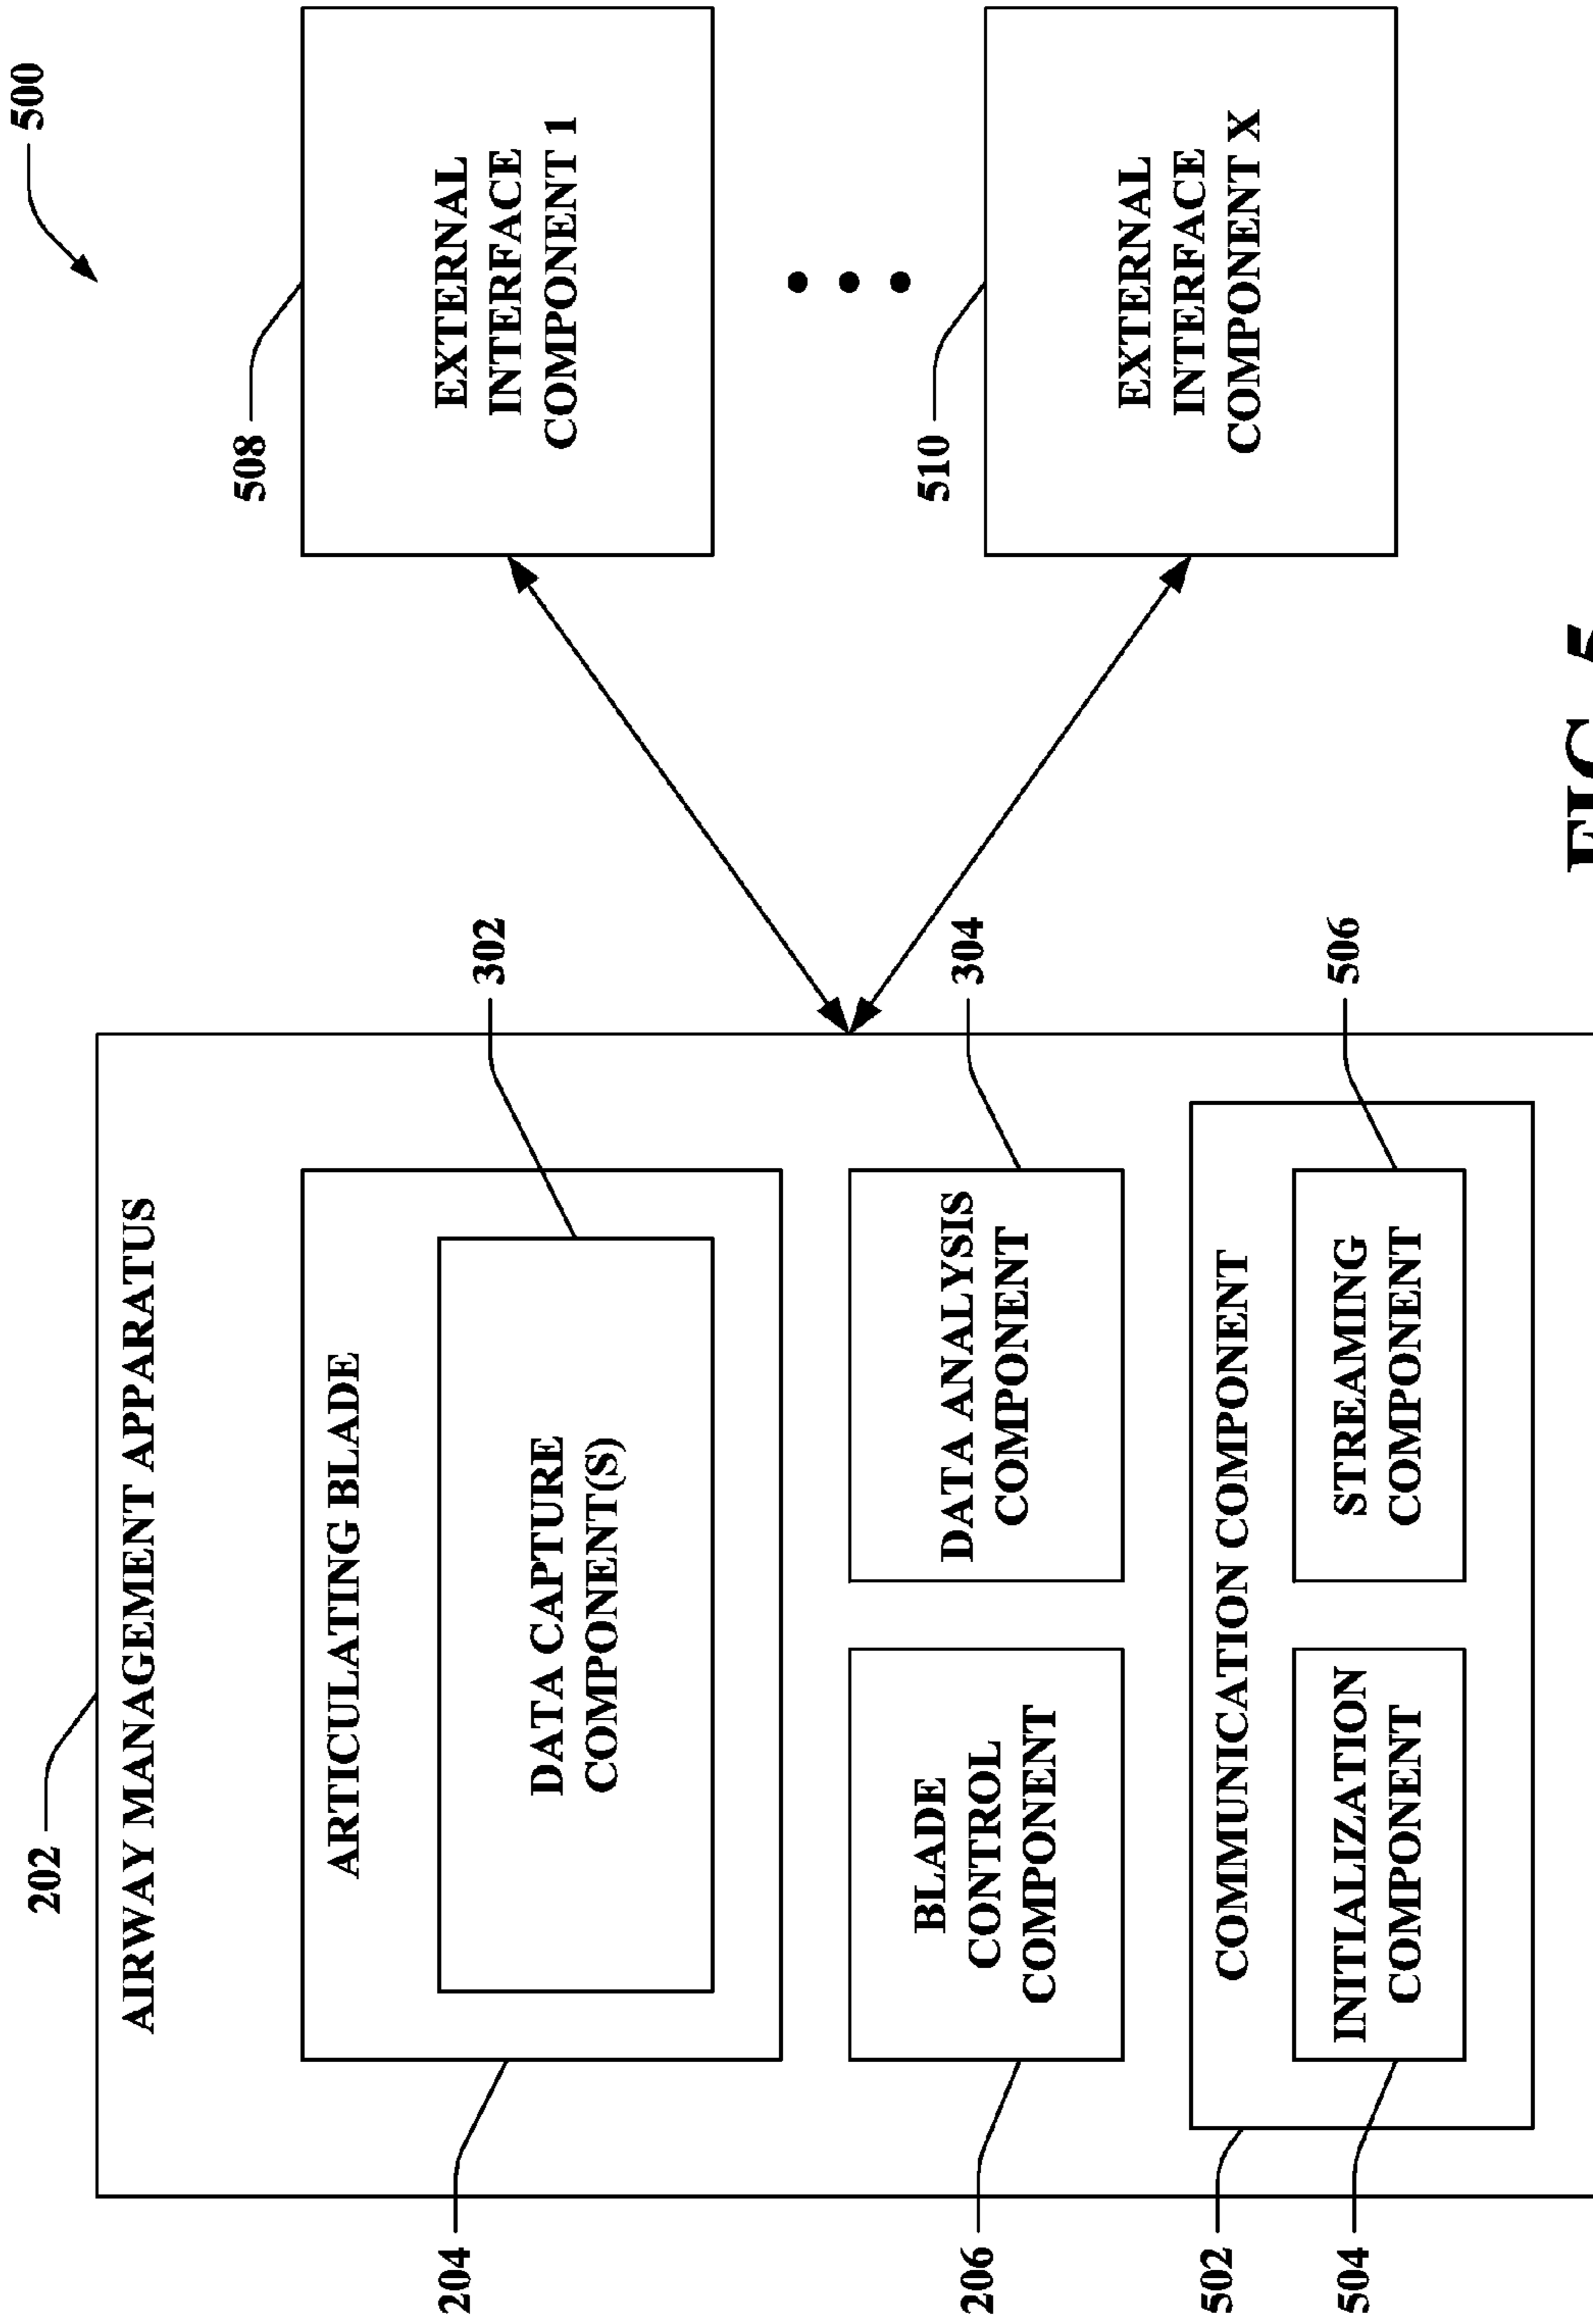 500
202
AIRWAY MANAGEMENT APPARATUS
204
ARTICULATING BLADE
302
DATA CAPTURE
COMPONENT(S)
206
BLADE
CONTROL
COMPONENT
304
DATA ANALYSIS
COMPONENT
502
COMMUNICATION COMPONENT
504
INITIALIZATION
COMPONENT
506
STREAMING
COMPONENT
508
EXTERNAL
INTERFACE
COMPONENT 1
510
EXTERNAL
INTERFACE
COMPONENT X
FIG. 5